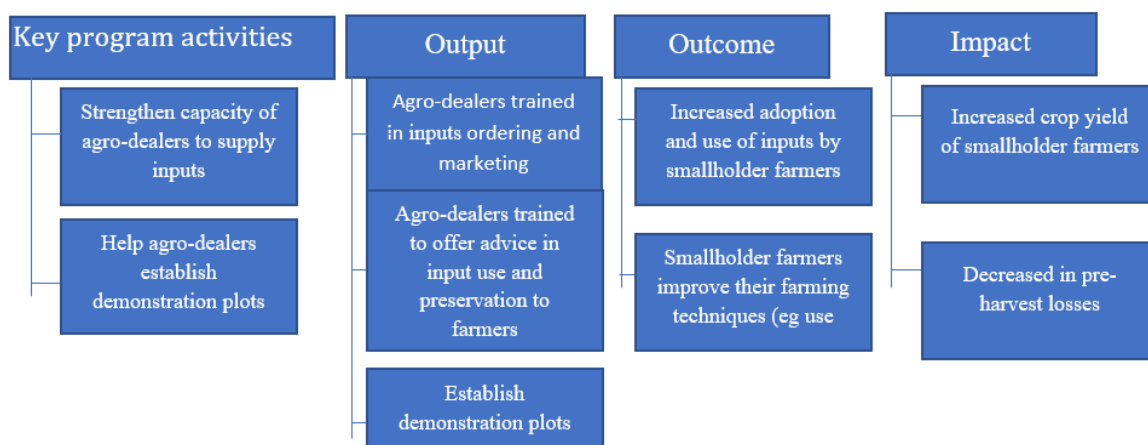 Key program activities
Strengthen capacity of
agro-dealers to supply
inputs
Help agro-dealers
establish
demonstration plots
Output
Agro-dealers trained
in inputs ordering and
marketing
Agro-dealers trained
to offer advice in
input use and
preservation to
farmers
Establish
demonstration plots
Outcome
Increased adoption
and use of inputs by
smallholder farmers
Smallholder farmers
improve their farming
techniques (eg use
Impact
Increased crop yield
of smallholder farmers
Decreased in pre-
harvest losses